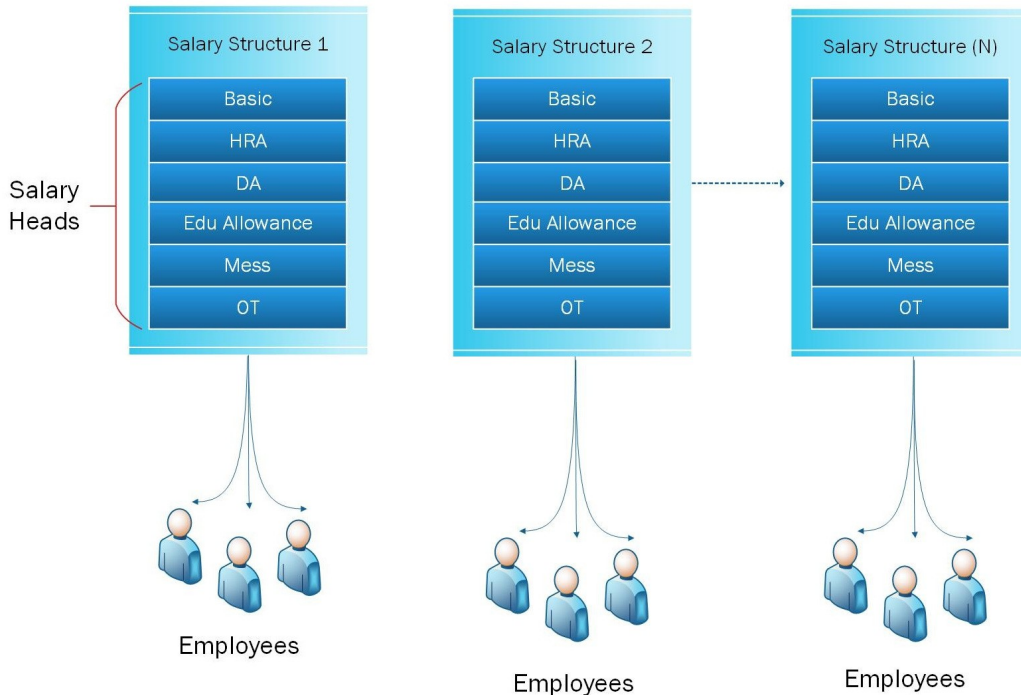 Salary Structure 1
Basic
HRA
DA
Edu Allowance
Mess
OT
Salary
Heads
Employees
Salary Structure 2
Basic
HRA
DA
Edu Allowance
Mess
OT
Employees
Salary Structure (N)
Basic
HRA
DA
Edu Allowance
Mess
OT
Employees